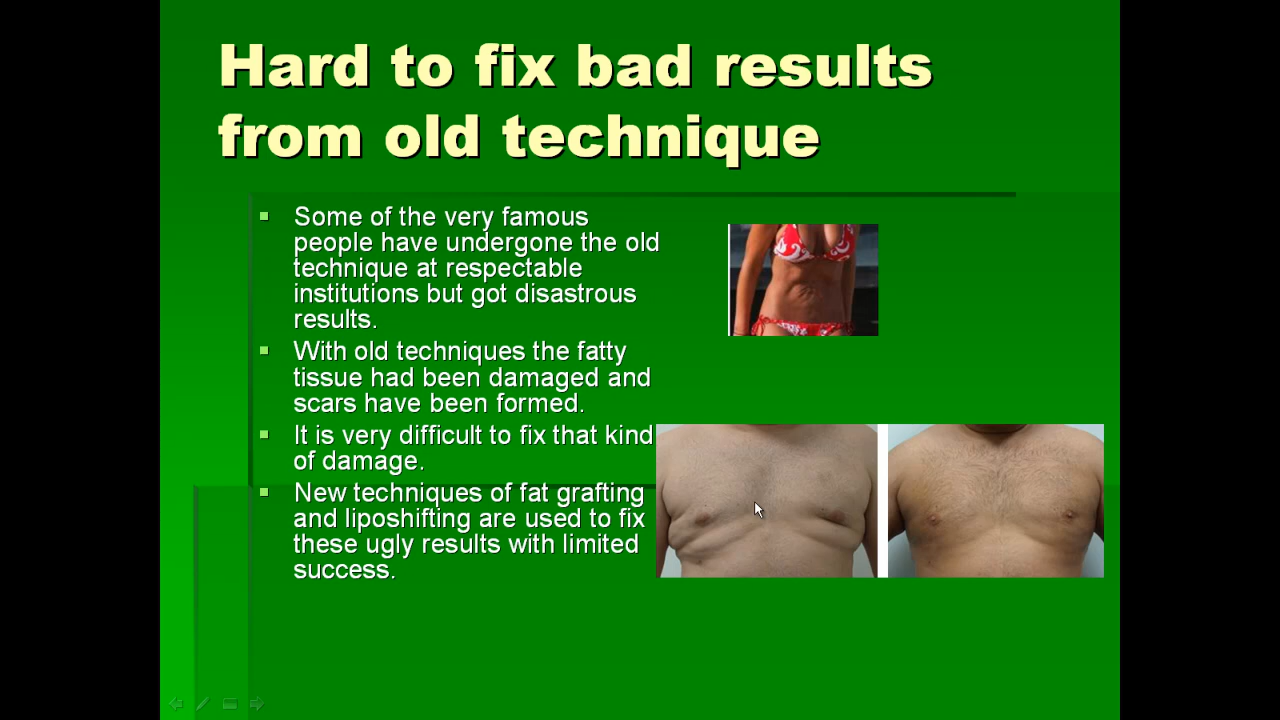 Hard to fix bad results
from old technique
Some of the very famous
people have undergone the old
technique at respectable
institutions but got disastrous
results.
With old techniques the fatty
tissue had been damaged and
scars have been formed.
It is very difficult to fix that kind
of damage.
New techniques of fat grafting
and liposhifting are used to fix
these ugly results with limited
success.